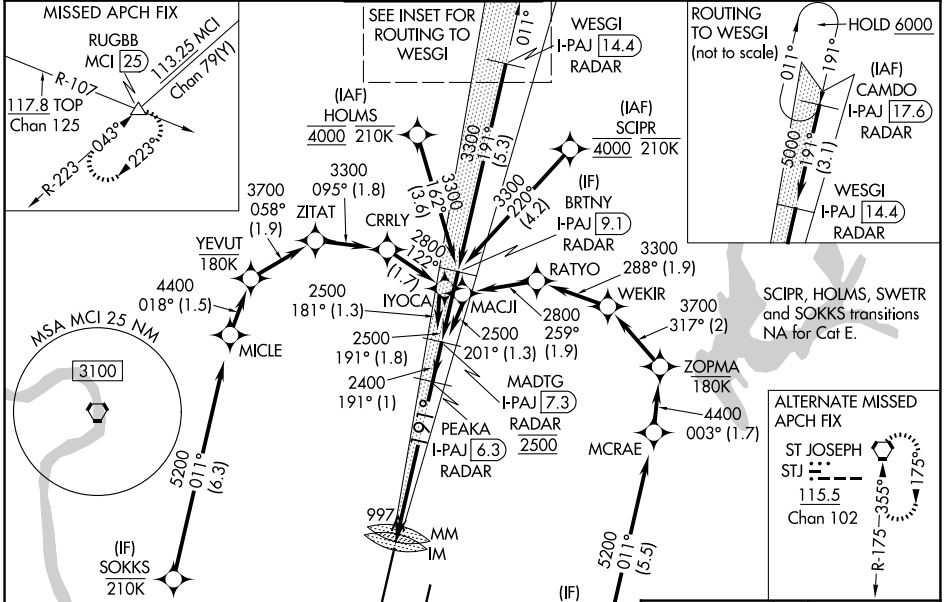 MISSED APCH FIX
RUGBB
MCI 25
113.25 MCI
Chan 79(Y)
R-107
117.8 TOP
Chan 125
R-223
043°
223°
SEE INSET FOR
ROUTING TO
WESGI
011°
WESGI
I-PAJ 14.4
RADAR
ROUTING
TO WESGI
(not to scale)
HOLD 6000
011°
191°
(IAF)
CAMDO
I-PAJ 17.6
RADAR
5000
191°
(3.1)
WESGI
I-PAJ 14.4
RADAR
(IAF)
HOLMS
4000 210K
3300
191°
(5.3)
(IAF)
SCIPR
4000 210K
3300
162°
(3.6)
3300
220°
(4.2)
(IF)
BRTNY
I-PAJ 9.1
RADAR
3300
095° (1.8)
ZITAT
CRRLY
3700
058°
(1.9)
YEVUT
180K
2800
122°
(1.7)
RATYO
3300
288° (1.9)
4400
018° (1.5)
IYOCA
MACJI
WEKIR
2500
181° (1.3)
2800
259°
(1.9)
3700
317° (2)
SCIPR, HOLMS, SWETR
and SOKKS transitions
NA for Cat E.
MICLE
2500
191° (1.8)
2500
201° (1.3)
MSA MCI 25 NM
3100
2400
191° (1)
MADTG
I-PAJ 7.3
RADAR
2500
ZOPMA
180K
PEAKA
I-PAJ 6.3
RADAR
191°
MCRAE
4400
003° (1.7)
ALTERNATE MISSED
APCH FIX
ST JOSEPH
STJ
115.5
Chan 102
175°
355°
R-175
5200
011°
(6.3)
997
MM
IM
5200
011°
(5.5)
(IF)
SOKKS
210K
(IF)